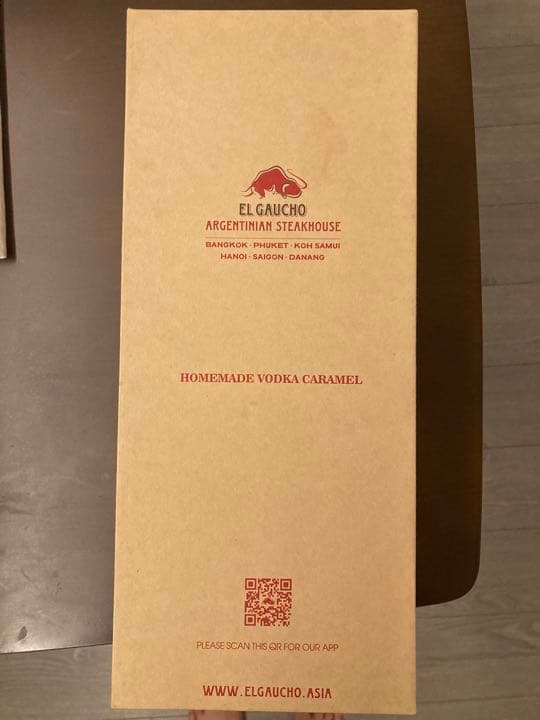 EL GAUCHO
ARGENTINIAN STEAKHOUSE
BANGKOK · PHUKET · KOH SAMUI
HANOI · SAIGON · DANANG
HOMEMADE VODKA CARAMEL
PLEASE SCAN THIS QR FOR OUR APP
WWW.ELGAUCHO.ASIA